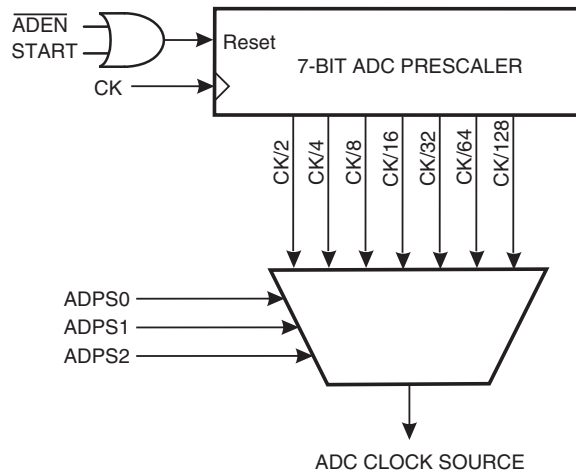 ADEN
START
Reset
7-BIT ADC PRESCALER
CK
CK/2
CK/4
CK/8
CK/16
CK/32
CK/64
CK/128
ADPS0
ADPS1
ADPS2
ADC CLOCK SOURCE